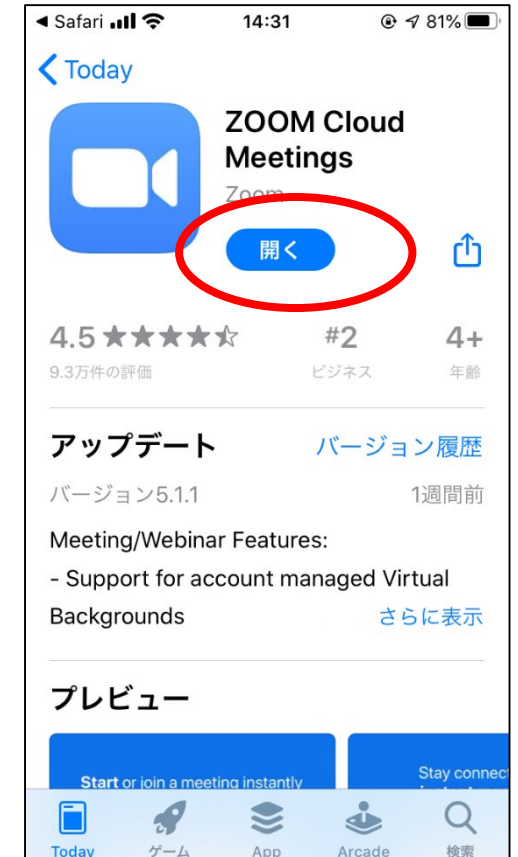 ◀ Safari 14:31 81%
Today
ZOOM Cloud
Meetings
Zoom
開く
4.5 #2 4+
9.3万件の評価 ビジネス 年齢
アップデート バージョン履歴
バージョン5.1.1 1週間前
Meeting/Webinar Features:
- Support for account managed Virtual
Backgrounds さらに表示
プレビュー
Start or join a meeting instantly
Stay connec
Today ゲーム App Arcade 検索